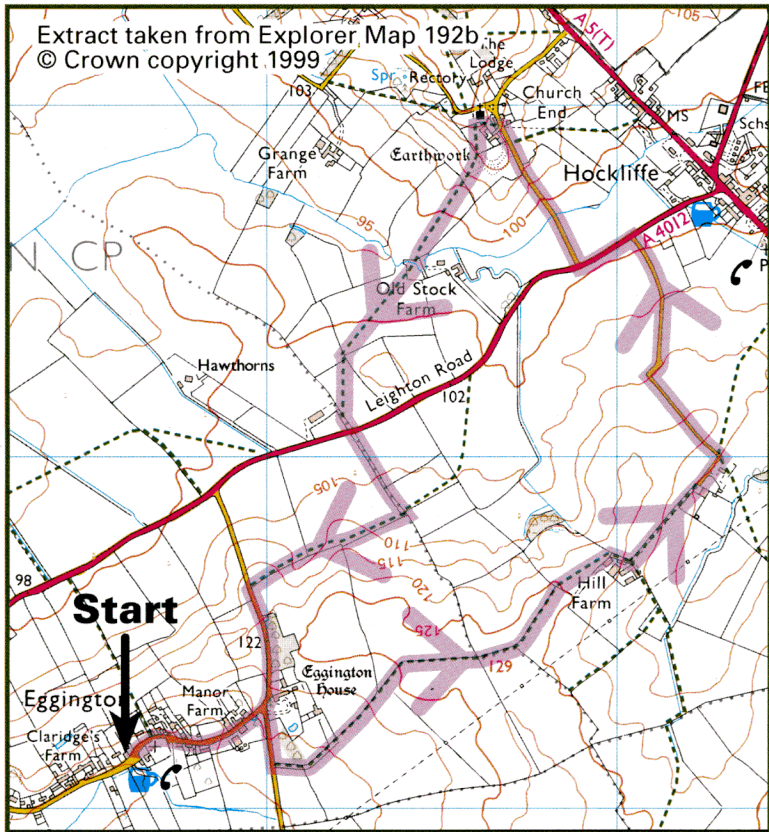 Extract taken from Explorer Map 192b
© Crown copyright 1999
The
Lodge
A5(T)
105
Spr
Rectory
103
Church
End
MS
FB
Schs
Grange
Farm
Earthwork
Hockliffe
95
100
A 4012
N CP
P
Old Stock
Farm
Hawthorns
Leighton Road
102
105
110
115
120
125
98
Start
122
Hill
Farm
129
Eggington
House
Eggington
Manor
Farm
Claridge's
Farm